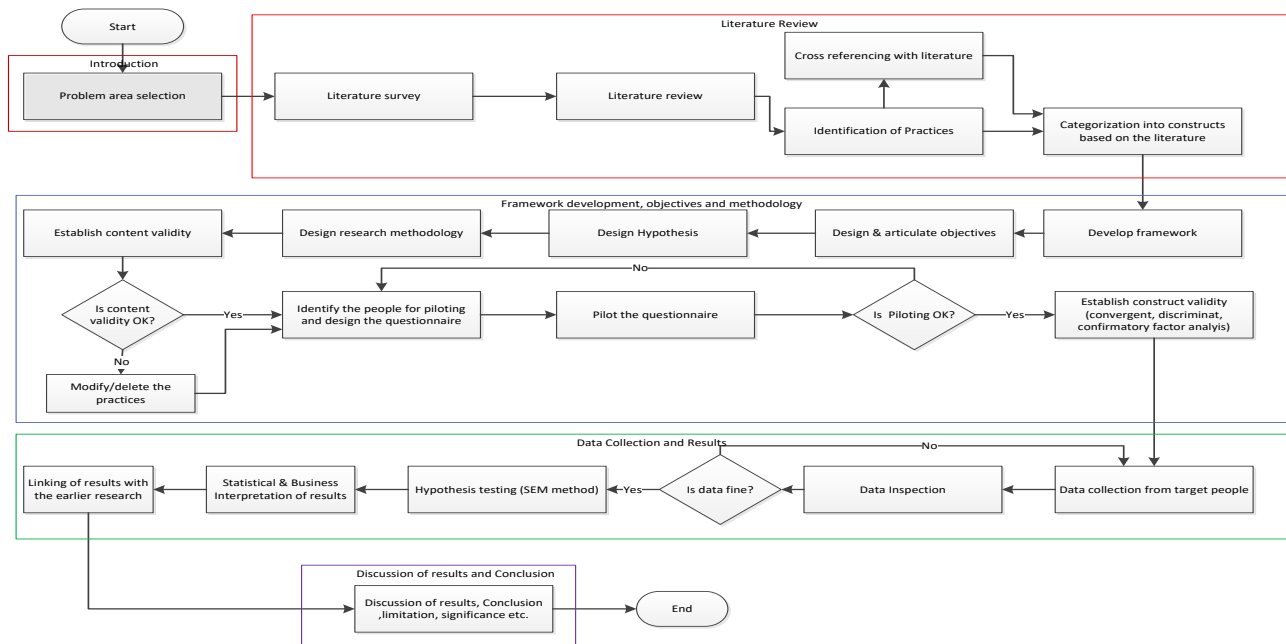 Start
Literature Review
Introduction
Problem area selection
Literature survey
Literature review
Cross referencing with literature
Identification of Practices
Categorization into constructs
based on the literature
Framework development, objectives and methodology
Establish content validity
Design research methodology
Design Hypothesis
Design & articulate objectives
Develop framework
No
Is content
validity OK?
Yes
Identify the people for piloting
and design the questionnaire
Pilot the questionnaire
Is  Piloting OK?
Yes
Establish construct validity
(convergent, discriminat,
confirmatory factor analyis)
No
Modify/delete the
practices
Data Collection and Results
No
Linking of results with
the earlier research
Statistical & Business
Interpretation of results
Hypothesis testing (SEM method)
Yes
Is data fine?
Data Inspection
Data collection from target people
Discussion of results and Conclusion
Discussion of results, Conclusion
,limitation, significance etc.
End